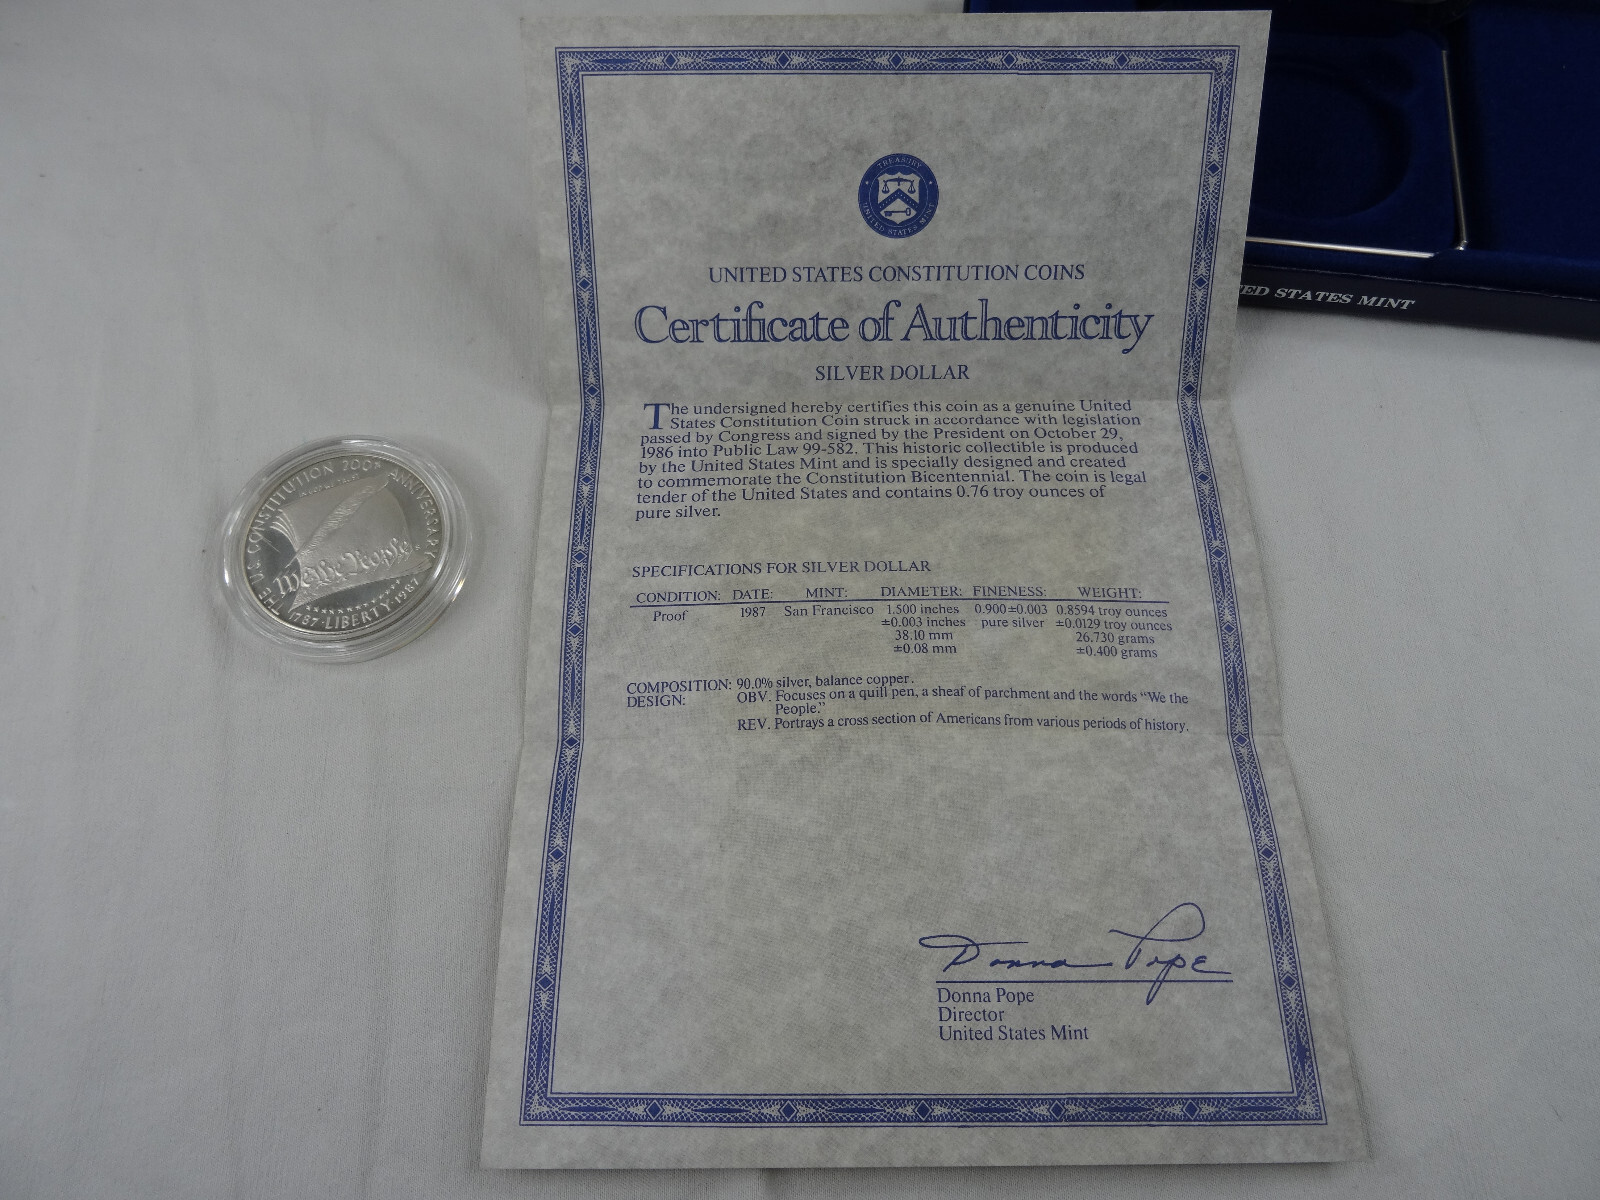 TREASURY
UNITED STATES MINT
UNITED STATES CONSTITUTION COINS
Certificate of Authenticity
SILVER DOLLAR
The undersigned hereby certifies this coin as a genuine United
States Constitution Coin struck in accordance with legislation
passed by Congress and signed by the President on October 29,
1986 into Public Law 99-582. This historic collectible is produced
by the United States Mint and is specially designed and created
to commemorate the Constitution Bicentennial. The coin is legal
tender of the United States and contains 0.76 troy ounces of
pure silver.
SPECIFICATIONS FOR SILVER DOLLAR
CONDITION: DATE: MINT: DIAMETER: FINENESS: WEIGHT:
Proof 1987 San Francisco 1.500 inches 0.900±0.003 0.8594 troy ounces
±0.003 inches pure silver ±0.0129 troy ounces
38.10 mm 26.730 grams
±0.08 mm ±0.400 grams
COMPOSITION: 90.0% silver, balance copper.
DESIGN: OBV. Focuses on a quill pen, a sheaf of parchment and the words “We the
People.”
REV. Portrays a cross section of Americans from various periods of history.
Donna Pope
Donna Pope
Director
United States Mint
THE U.S. CONSTITUTION 200TH ANNIVERSARY
We the People
1787·LIBERTY·1987
STATES MINT